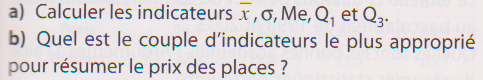 a) Calculer les indicateurs x̄, σ, Me, Q₁ et Q₃.
b) Quel est le couple d'indicateurs le plus approprié
pour résumer le prix des places ?